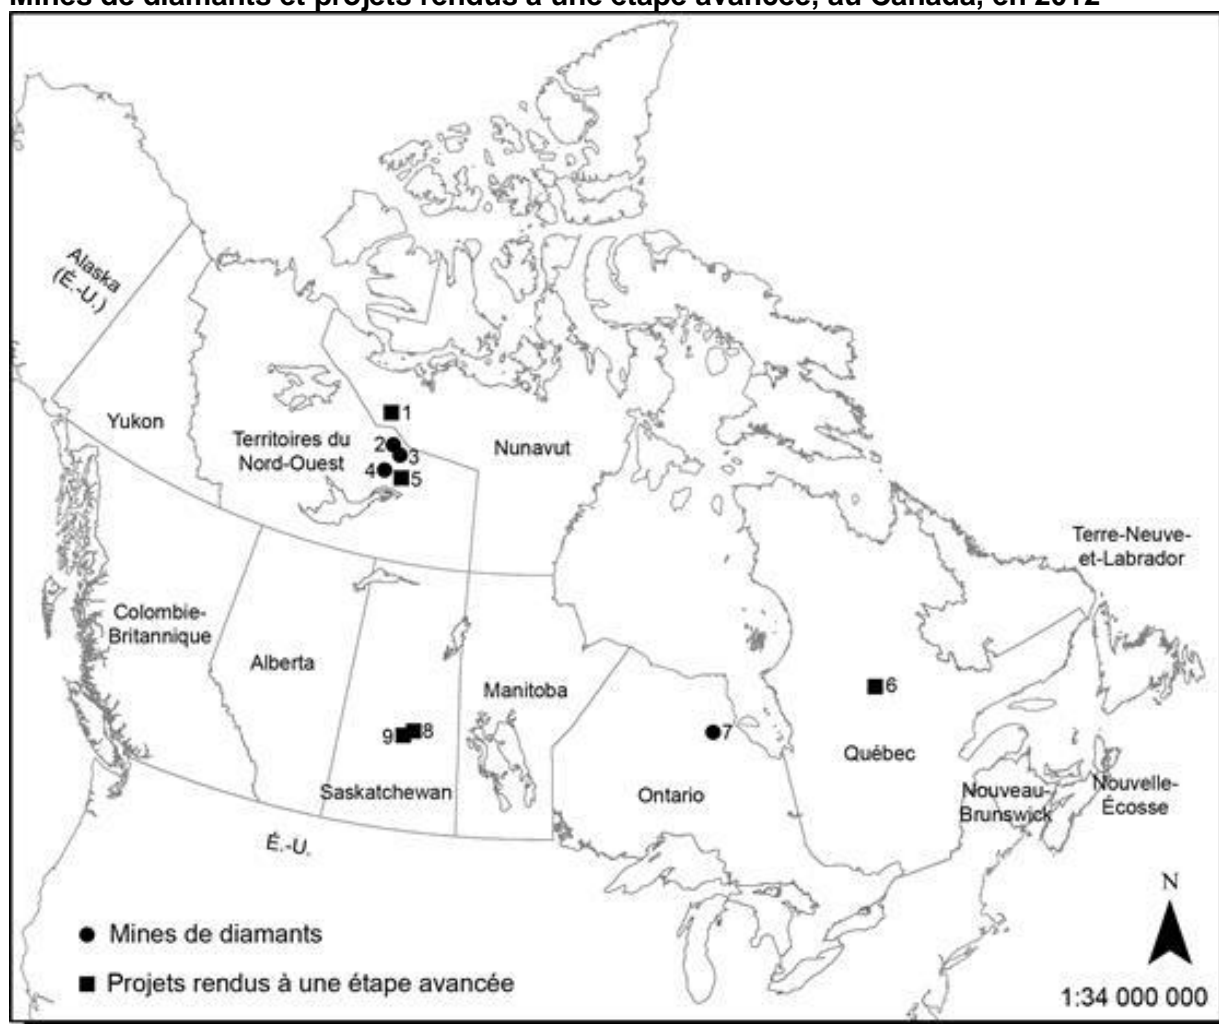 Mines de diamants et projets rendus à une étape avancée, au Canada, en 2012
Alaska
(É.-U.)
Yukon
Territoires du
Nord-Ouest
Nunavut
1
2
3
4
5
Terre-Neuve-
et-Labrador
Colombie-
Britannique
Alberta
Manitoba
6
9
8
7
Québec
Saskatchewan
Ontario
Nouveau-
Brunswick
Nouvelle-
Écosse
É.-U.
N
Mines de diamants
Projets rendus à une étape avancée
1:34 000 000